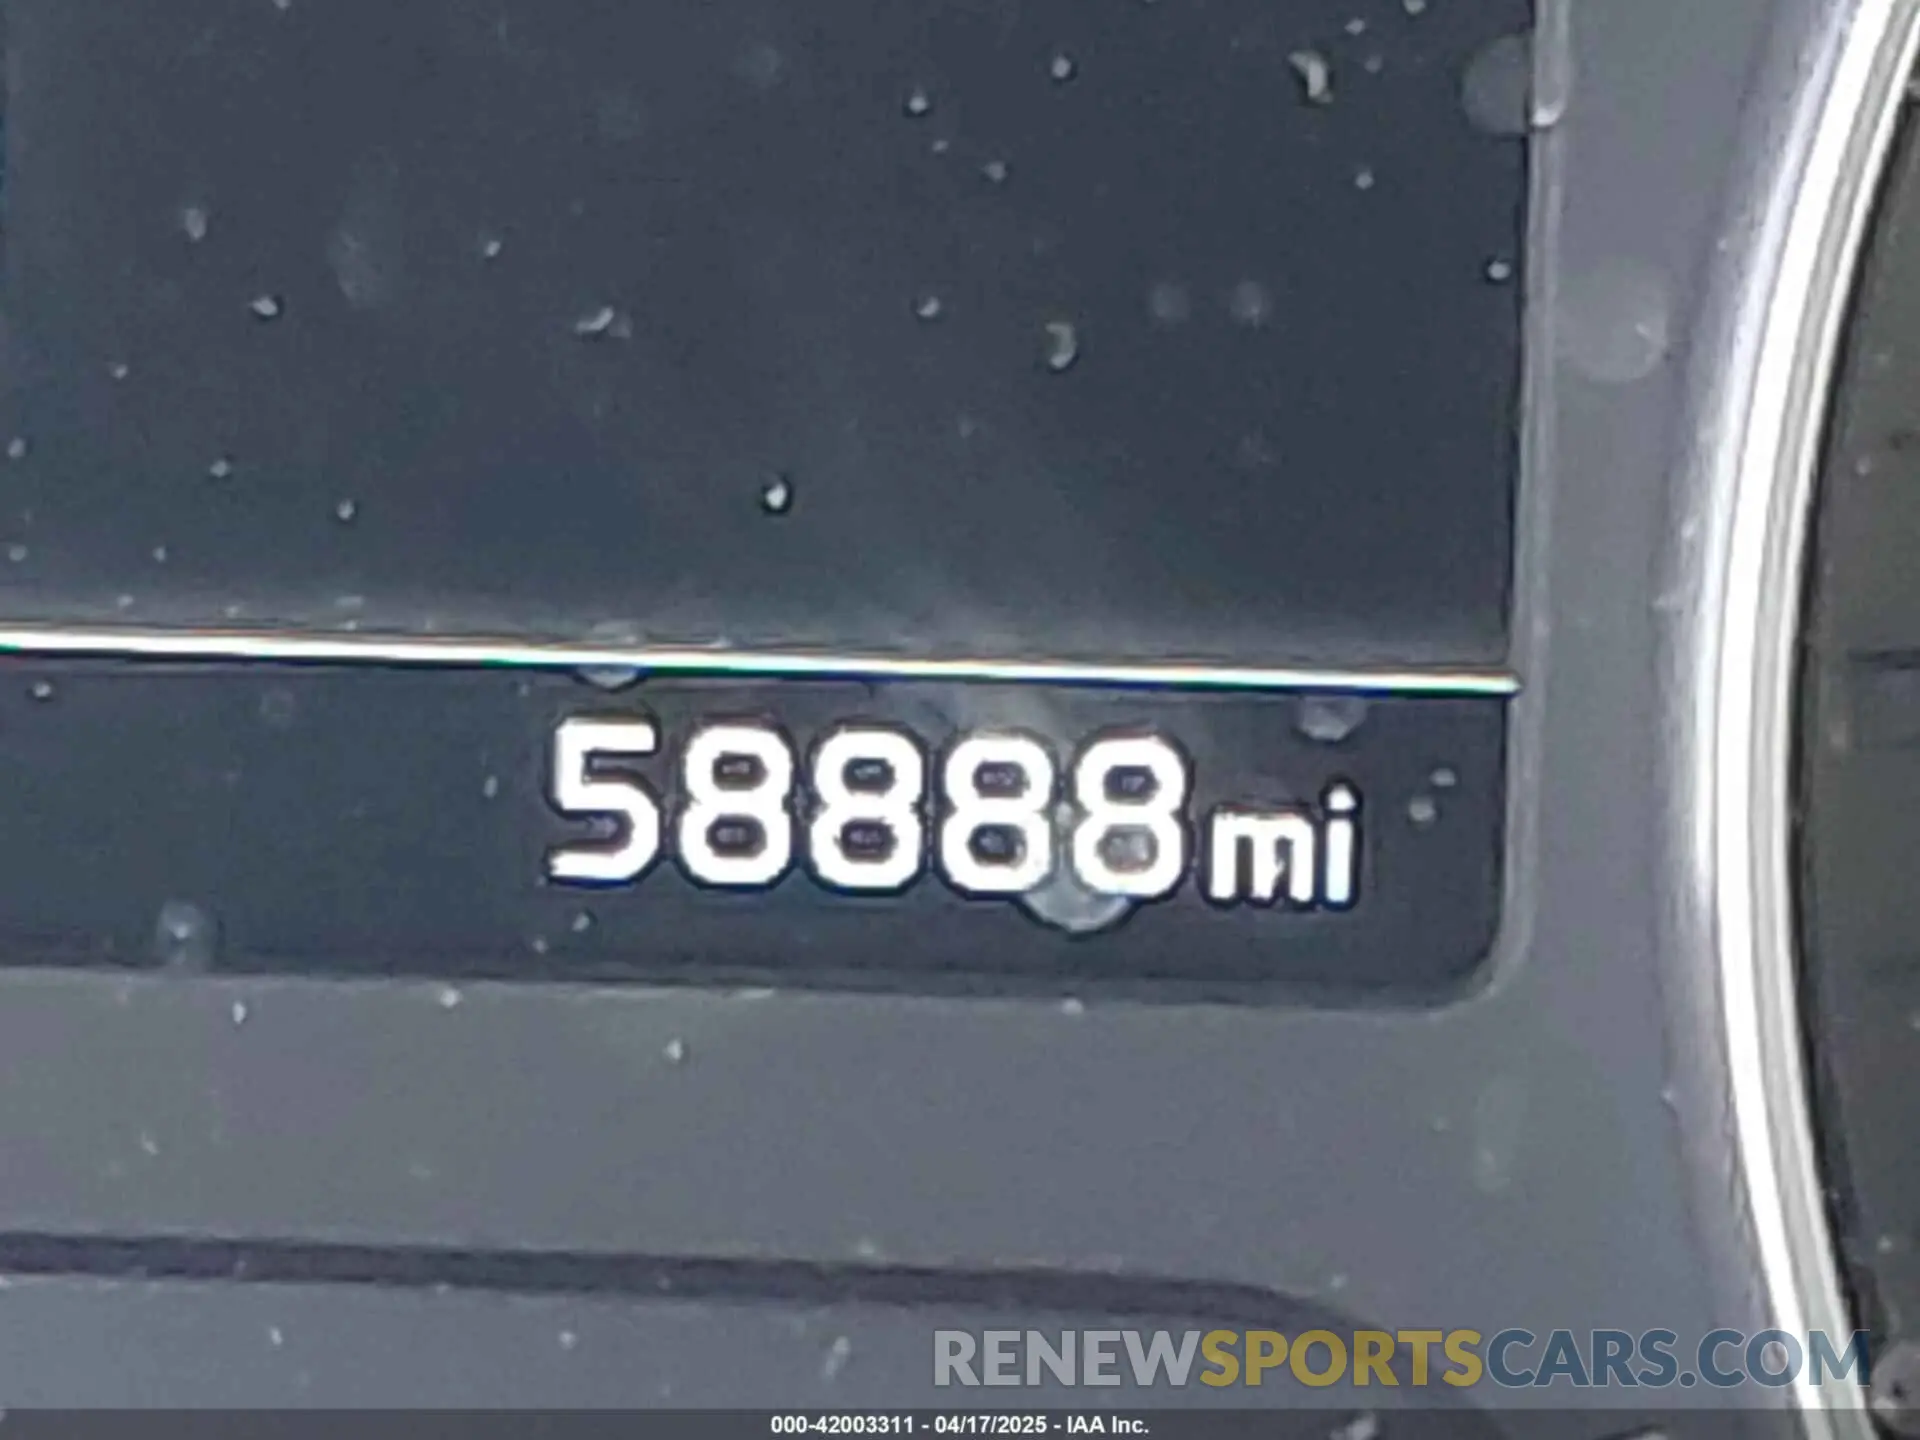 58888mi
RENEWSPORTSCARS.COM
000-42003311 - 04/17/2025 - IAA Inc.